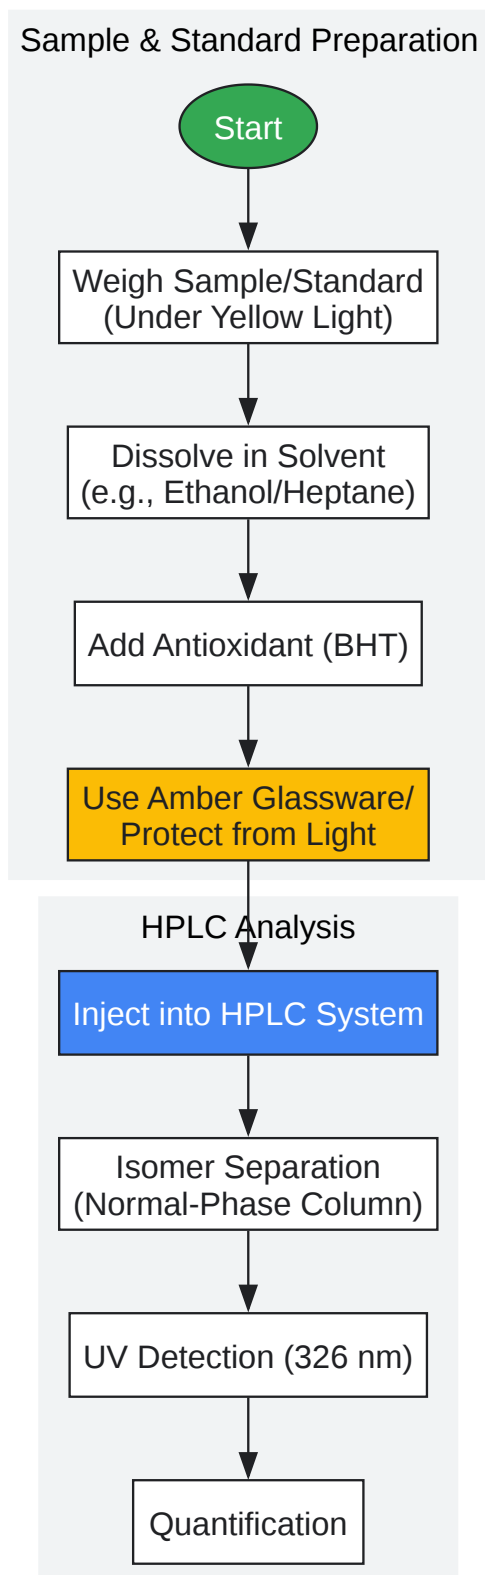 Sample & Standard Preparation
Start
Weigh Sample/Standard
(Under Yellow Light)
Dissolve in Solvent
(e.g., Ethanol/Heptane)
Add Antioxidant (BHT)
Use Amber Glassware/
Protect from Light
HPLC Analysis
Inject into HPLC System
Isomer Separation
(Normal-Phase Column)
UV Detection (326 nm)
Quantification